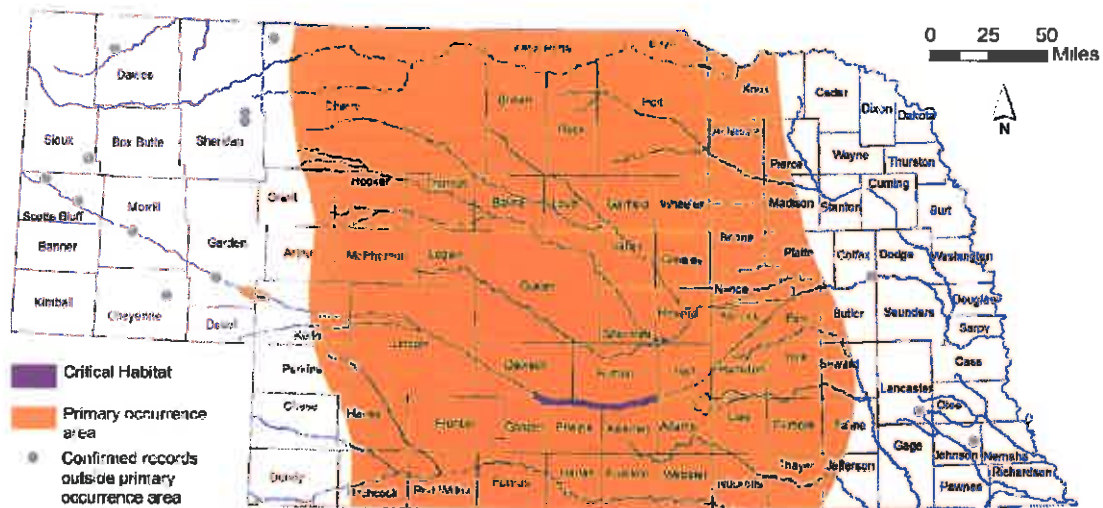 0 25 50
Miles
N
Dawes
Cherry
Brown
Rock
Holt
Knox
Cedar
Dixon
Dakota
Sioux
Box Butte
Sheridan
Antelope
Pierce
Wayne
Thurston
Hooker
Thomas
Grant
Blaine
Loup
Garfield
Wheeler
Madison
Stanton
Cuming
Burt
Scotts Bluff
Morrill
Banner
Garden
Arthur
McPherson
Logan
Custer
Valley
Greeley
Boone
Platte
Colfax
Dodge
Washington
Nance
Kimball
Cheyenne
Deuel
Keith
Lincoln
Sherman
Howard
Butler
Saunders
Douglas
Sarpy
Critical Habitat
Perkins
Dawson
Buffalo
Hall
Hamilton
York
Seward
Lancaster
Cass
Otoe
Primary occurrence
area
Chase
Hayes
Frontier
Gosper
Phelps
Kearney
Adams
Clay
Fillmore
Saline
Gage
Johnson
Nemaha
Confirmed records
outside primary
occurrence area
Dundy
Hitchcock
Red Willow
Furnas
Franklin
Webster
Nuckolls
Thayer
Jefferson
Pawnee
Richardson